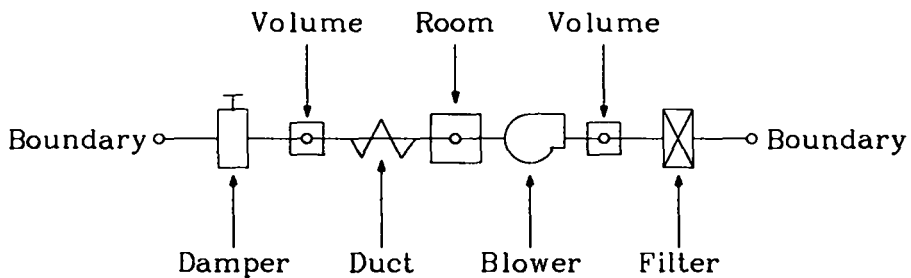 Volume Room Volume
Boundary Boundary
Damper Duct Blower Filter